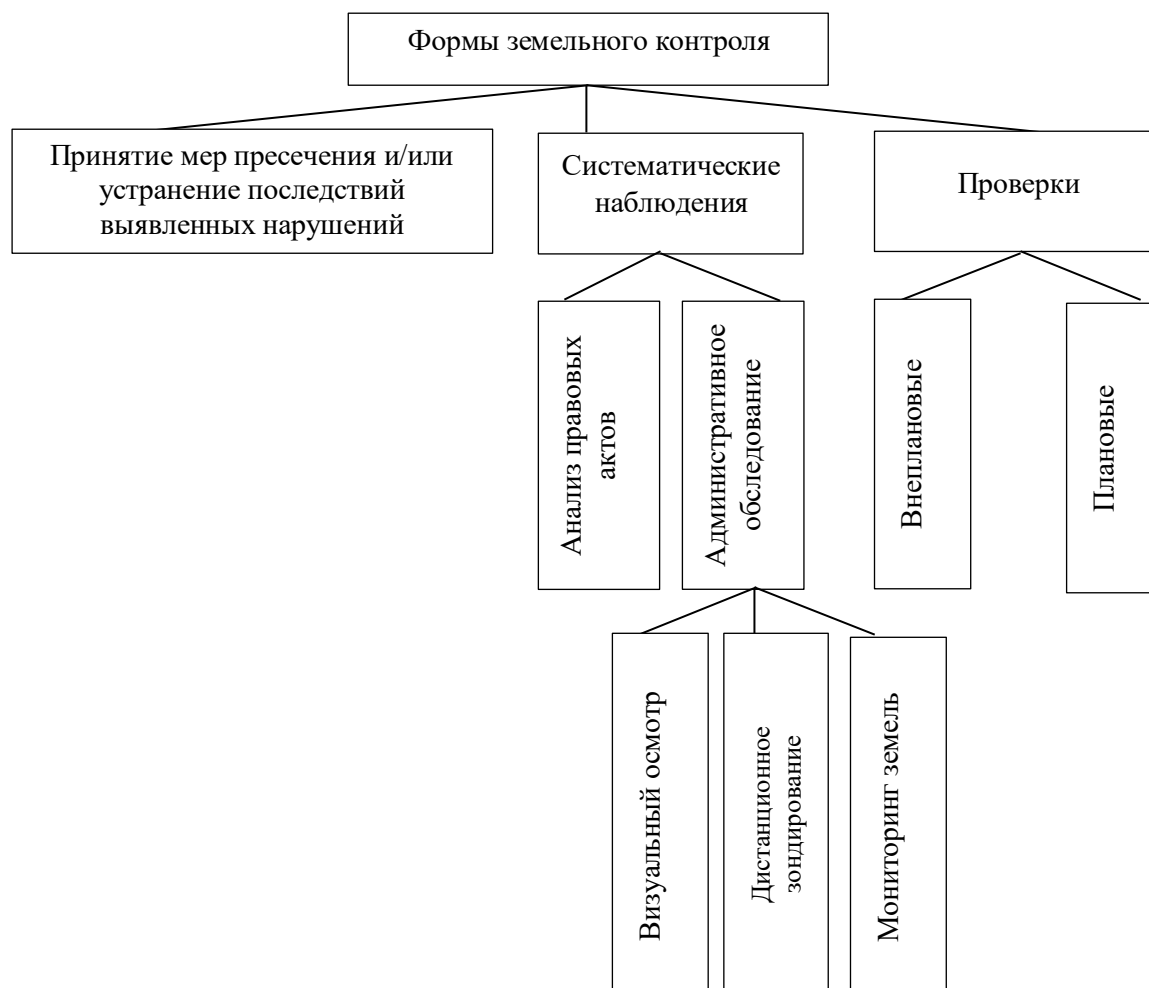 Формы земельного контроля
Принятие мер пресечения и/или
устранение последствий
выявленных нарушений
Систематические
наблюдения
Проверки
Анализ правовых
актов
Административное
обследование
Внеплановые
Плановые
Визуальный осмотр
Дистанционное
зондирование
Мониторинг земель